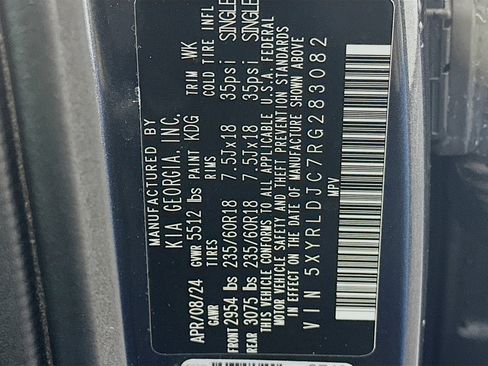 MANUFACTURED BY
KIA GEORGIA, INC.
APR/08/24 GVWR 5512 lbs PAINT KDG TRIM WK
GAWR TIRES RIMS COLD TIRE INFL
FRONT 2954 lbs 235/60R18 7.5JX18 35psi SINGLE
REAR 3075 lbs 235/60R18 7.5JX18 35psi SINGLE
THIS VEHICLE CONFORMS TO ALL APPLICABLE U.S.A. FEDERAL
MOTOR VEHICLE SAFETY AND THEFT PREVENTION STANDARDS
IN EFFECT ON THE DATE OF MANUFACTURE SHOWN ABOVE.
VIN 5XYRLDJC7RG283082
MPV